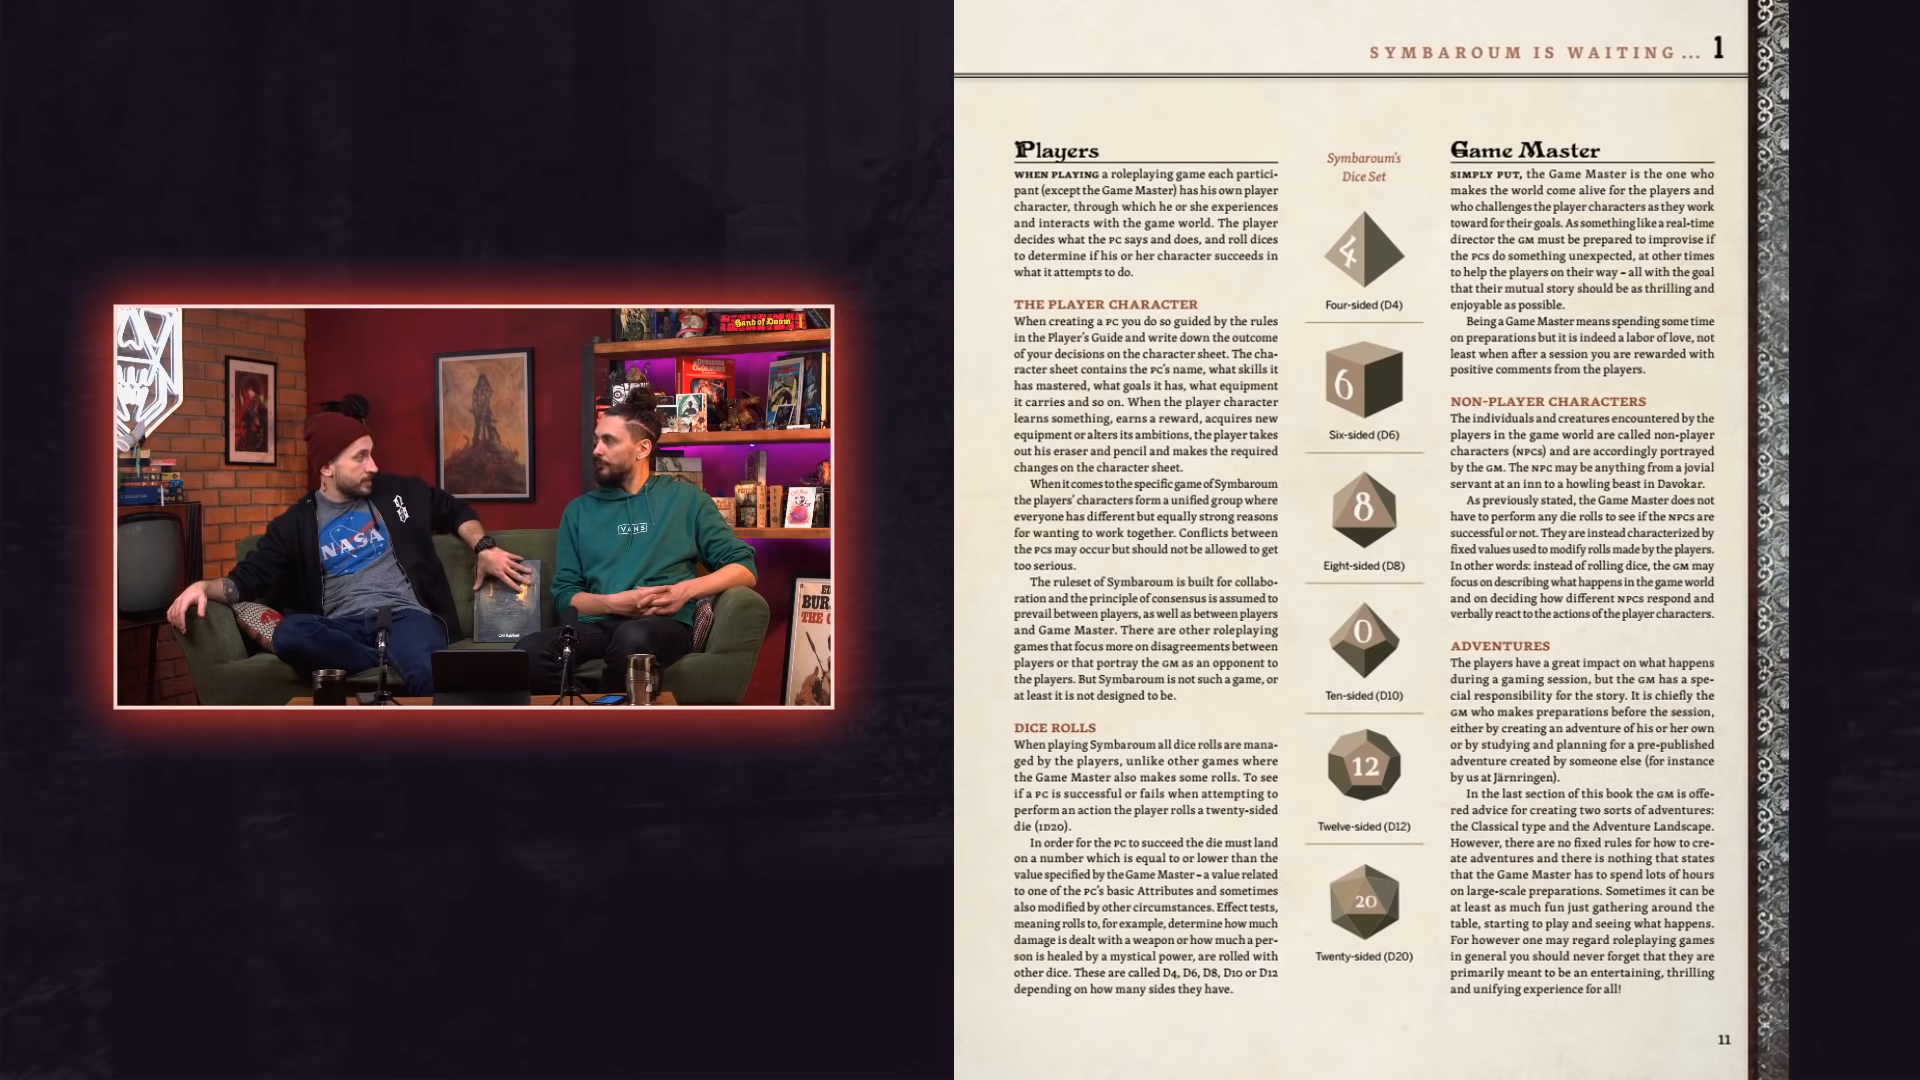 SYMBAROUM IS WAITING... 1
Players
WHEN PLAYING a roleplaying game each partici-
pant (except the Game Master) has his own player
character, through which he or she experiences
and interacts with the game world. The player
decides what the PC says and does, and roll dices
to determine if his or her character succeeds in
what it attempts to do.
THE PLAYER CHARACTER
When creating a PC you do so guided by the rules
in the Player's Guide and write down the outcome
of your decisions on the character sheet. The cha-
racter sheet contains the PC's name, what skills it
has mastered, what goals it has, what equipment
it carries and so on. When the player character
learns something, earns a reward, acquires new
equipment or alters its ambitions, the player takes
out his eraser and pencil and makes the required
changes on the character sheet.
When it comes to the specific game of Symbaroum
the players' characters form a unified group where
everyone has different but equally strong reasons
for wanting to work together. Conflicts between
the PCs may occur but should not be allowed to get
too serious.
The ruleset of Symbaroum is built for collabo-
ration and the principle of consensus is assumed to
prevail between players, as well as between players
and Game Master. There are other roleplaying
games that focus more on disagreements between
players or that portray the GM as an opponent to
the players. But Symbaroum is not such a game, or
at least it is not designed to be.
DICE ROLLS
When playing Symbaroum all dice rolls are mana-
ged by the players, unlike other games where
the Game Master also makes some rolls. To see
if a PC is successful or fails when attempting to
perform an action the player rolls a twenty-sided
die (1D20).
In order for the PC to succeed the die must land
on a number which is equal to or lower than the
value specified by the Game Master – a value related
to one of the PC's basic Attributes and sometimes
also modified by other circumstances. Effect tests,
meaning rolls to, for example, determine how much
damage is dealt with a weapon or how much a per-
son is healed by a mystical power, are rolled with
other dice. These are called D4, D6, D8, D10 or D12
depending on how many sides they have.
Symbaroum's
Dice Set
4
Four-sided (D4)
6
Six-sided (D6)
8
Eight-sided (D8)
0
Ten-sided (D10)
12
Twelve-sided (D12)
20
Twenty-sided (D20)
Game Master
SIMPLY PUT, the Game Master is the one who
makes the world come alive for the players and
who challenges the player characters as they work
toward for their goals. As something like a real-time
director the GM must be prepared to improvise if
the PCs do something unexpected, at other times
to help the players on their way – all with the goal
that their mutual story should be as thrilling and
enjoyable as possible.
Being a Game Master means spending some time
on preparations but it is indeed a labor of love, not
least when after a session you are rewarded with
positive comments from the players.
NON-PLAYER CHARACTERS
The individuals and creatures encountered by the
players in the game world are called non-player
characters (NPCs) and are accordingly portrayed
by the GM. The NPC may be anything from a jovial
servant at an inn to a howling beast in Davokar.
As previously stated, the Game Master does not
have to perform any die rolls to see if the NPCs are
successful or not. They are instead characterized by
fixed values used to modify rolls made by the players.
In other words: instead of rolling dice, the GM may
focus on describing what happens in the game world
and on deciding how different NPCs respond and
verbally react to the actions of the player characters.
ADVENTURES
The players have a great impact on what happens
during a gaming session, but the GM has a spe-
cial responsibility for the story. It is chiefly the
GM who makes preparations before the session,
either by creating an adventure of his or her own
or by studying and planning for a pre-published
adventure created by someone else (for instance
by us at Järnringen).
In the last section of this book the GM is offe-
red advice for creating two sorts of adventures:
the Classical type and the Adventure Landscape.
However, there are no fixed rules for how to cre-
ate adventures and there is nothing that states
that the Game Master has to spend lots of hours
on large-scale preparations. Sometimes it can be
at least as much fun just gathering around the
table, starting to play and seeing what happens.
For however one may regard roleplaying games
in general you should never forget that they are
primarily meant to be an entertaining, thrilling
and unifying experience for all!
11
Hand of Doom
NASA
VANS
BUR
THE